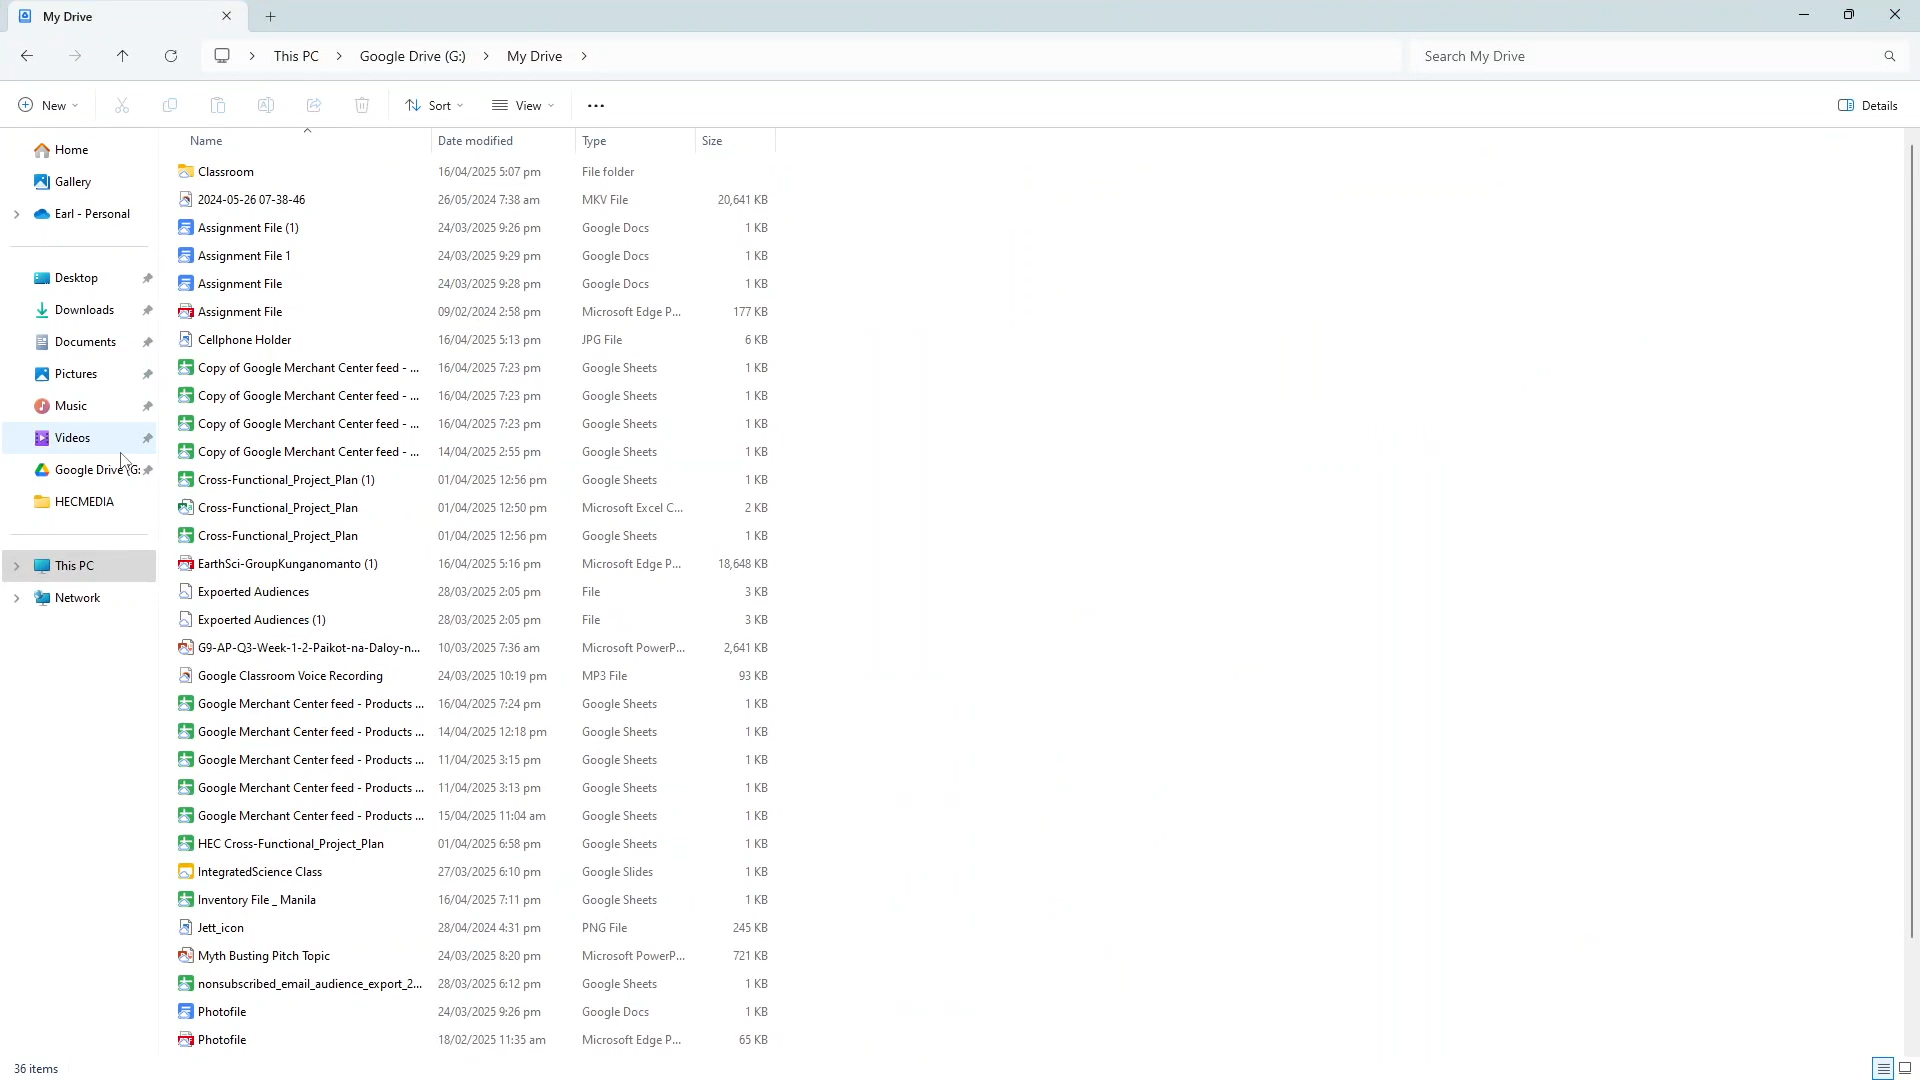 My Drive
This PC > Google Drive (G:) > My Drive >
Search My Drive
New
Sort
View
Details
Home
Gallery
Earl - Personal
Desktop
Downloads
Documents
Pictures
Music
Videos
Google Drive (G:
HECMEDIA
This PC
Network
Name Date modified Type Size
Classroom 16/04/2025 5:07 pm File folder
2024-05-26 07-38-46 26/05/2024 7:38 am MKV File 20,641 KB
Assignment File (1) 24/03/2025 9:26 pm Google Docs 1 KB
Assignment File 1 24/03/2025 9:29 pm Google Docs 1 KB
Assignment File 24/03/2025 9:28 pm Google Docs 1 KB
Assignment File 09/02/2024 2:58 pm Microsoft Edge P... 177 KB
Cellphone Holder 16/04/2025 5:13 pm JPG File 6 KB
Copy of Google Merchant Center feed - ... 16/04/2025 7:23 pm Google Sheets 1 KB
Copy of Google Merchant Center feed - ... 16/04/2025 7:23 pm Google Sheets 1 KB
Copy of Google Merchant Center feed - ... 16/04/2025 7:23 pm Google Sheets 1 KB
Copy of Google Merchant Center feed - ... 14/04/2025 2:55 pm Google Sheets 1 KB
Cross-Functional_Project_Plan (1) 01/04/2025 12:56 pm Google Sheets 1 KB
Cross-Functional_Project_Plan 01/04/2025 12:50 pm Microsoft Excel C... 2 KB
Cross-Functional_Project_Plan 01/04/2025 12:56 pm Google Sheets 1 KB
EarthSci-GroupKunganomanto (1) 16/04/2025 5:16 pm Microsoft Edge P... 18,648 KB
Expoerted Audiences 28/03/2025 2:05 pm File 3 KB
Expoerted Audiences (1) 28/03/2025 2:05 pm File 3 KB
G9-AP-Q3-Week-1-2-Paikot-na-Daloy-n... 10/03/2025 7:36 am Microsoft PowerP... 2,641 KB
Google Classroom Voice Recording 24/03/2025 10:19 pm MP3 File 93 KB
Google Merchant Center feed - Products ... 16/04/2025 7:24 pm Google Sheets 1 KB
Google Merchant Center feed - Products ... 14/04/2025 12:18 pm Google Sheets 1 KB
Google Merchant Center feed - Products ... 11/04/2025 3:15 pm Google Sheets 1 KB
Google Merchant Center feed - Products ... 11/04/2025 3:13 pm Google Sheets 1 KB
Google Merchant Center feed - Products ... 15/04/2025 11:04 am Google Sheets 1 KB
HEC Cross-Functional_Project_Plan 01/04/2025 6:58 pm Google Sheets 1 KB
IntegratedScience Class 27/03/2025 6:10 pm Google Slides 1 KB
Inventory File _ Manila 16/04/2025 7:11 pm Google Sheets 1 KB
Jett_icon 28/04/2024 4:31 pm PNG File 245 KB
Myth Busting Pitch Topic 24/03/2025 8:20 pm Microsoft PowerP... 721 KB
nonsubscribed_email_audience_export_2... 28/03/2025 6:12 pm Google Sheets 1 KB
Photofile 24/03/2025 9:26 pm Google Docs 1 KB
Photofile 18/02/2025 11:35 am Microsoft Edge P... 65 KB
36 items